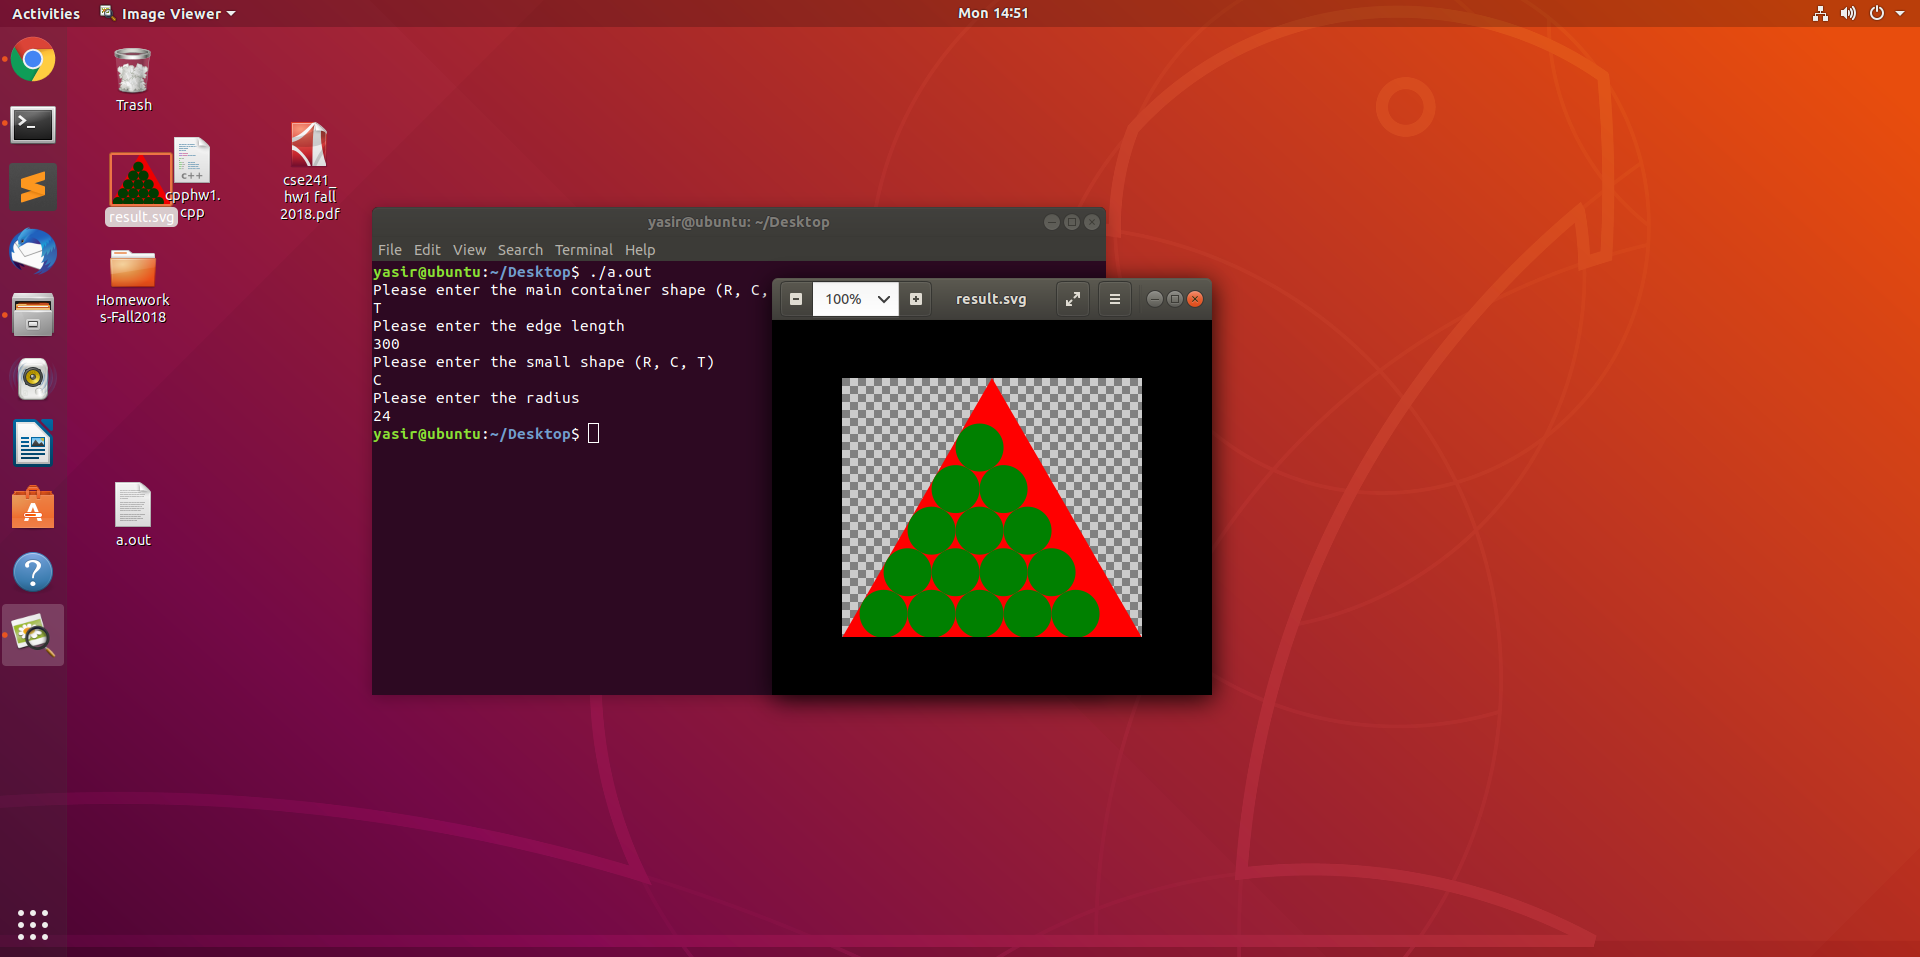 Activities
Image Viewer
Mon 14:51
Trash
result.svg
c++
cpphw1.
cpp
cse241_
hw1 fall
2018.pdf
Homework
s-Fall2018
a.out
yasir@ubuntu: ~/Desktop
File Edit View Search Terminal Help
yasir@ubuntu:~/Desktop$ ./a.out
Please enter the main container shape (R, C,
T
Please enter the edge length
300
Please enter the small shape (R, C, T)
C
Please enter the radius
24
yasir@ubuntu:~/Desktop$
100%
result.svg